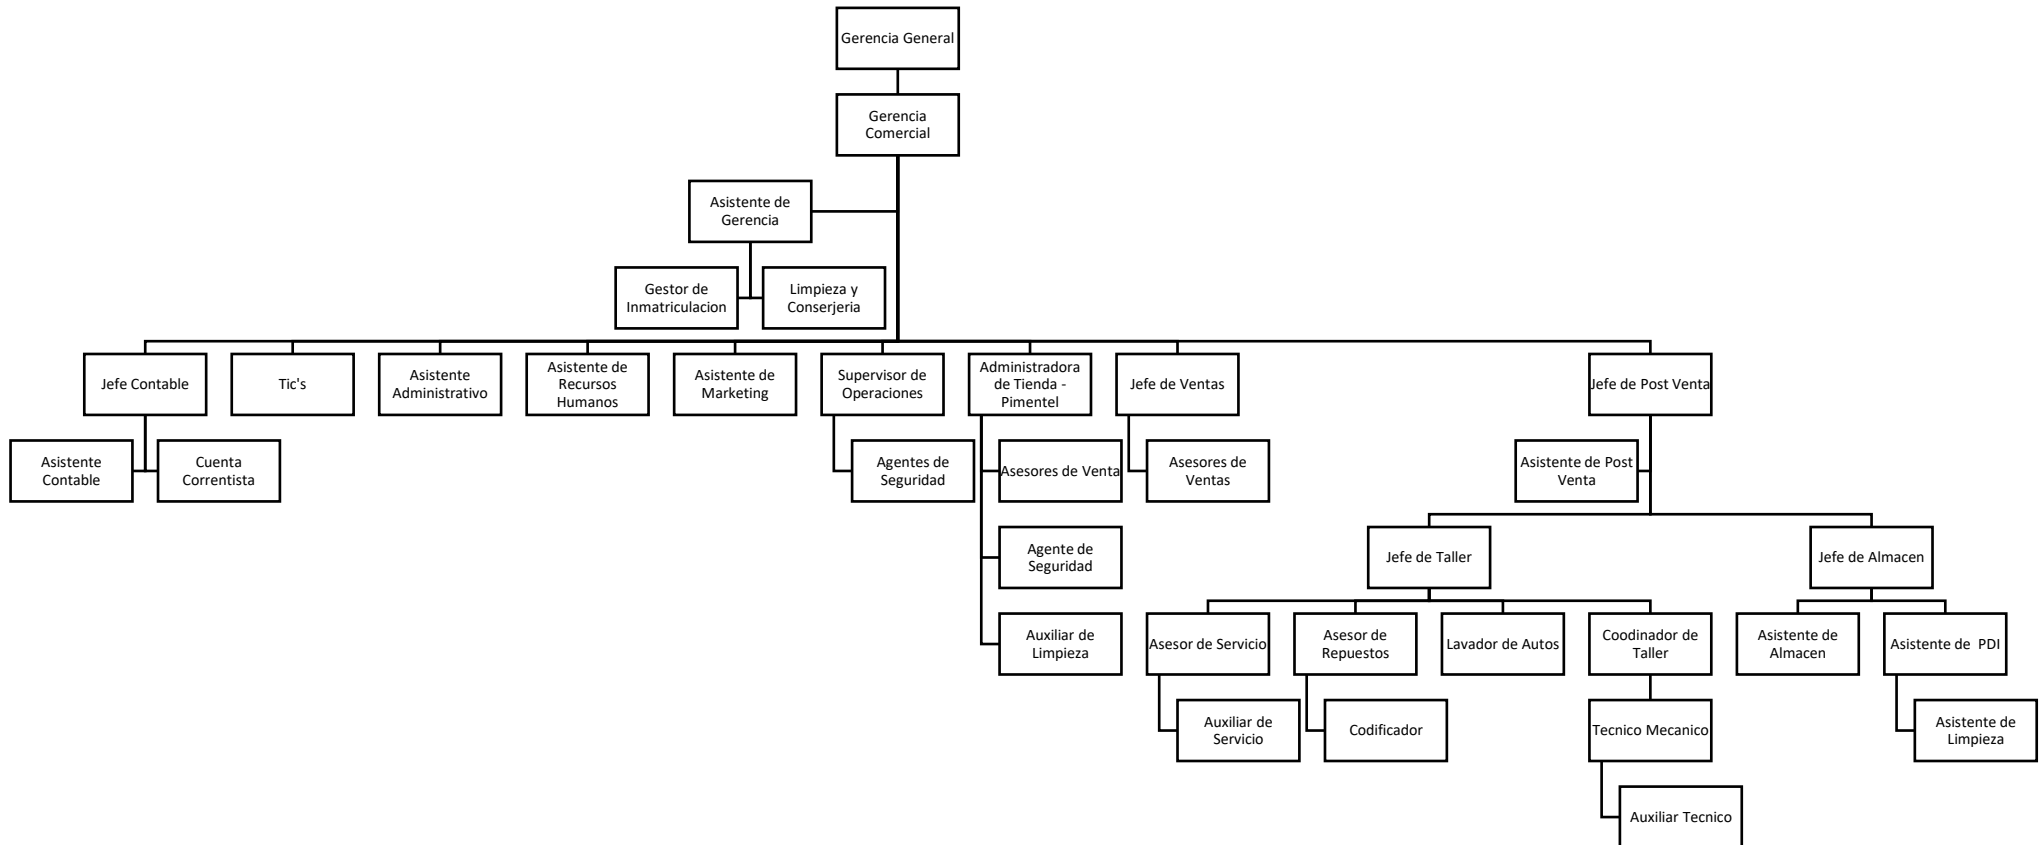 Gerencia General
Gerencia
Comercial
Asistente de
Gerencia
Gestor de
Inmatriculacion
Limpieza y
Conserjeria
Jefe Contable
Tic's
Asistente
Administrativo
Asistente de
Recursos
Humanos
Asistente de
Marketing
Supervisor de
Operaciones
Administradora
de Tienda -
Pimentel
Jefe de Ventas
Jefe de Post Venta
Asistente
Contable
Cuenta
Correntista
Agentes de
Seguridad
Asesores de Venta
Asesores de
Ventas
Asistente de Post
Venta
Agente de
Seguridad
Jefe de Taller
Jefe de Almacen
Auxiliar de
Limpieza
Asesor de Servicio
Asesor de
Repuestos
Lavador de Autos
Coodinador de
Taller
Asistente de
Almacen
Asistente de  PDI
Auxiliar de
Servicio
Codificador
Tecnico Mecanico
Asistente de
Limpieza
Auxiliar Tecnico